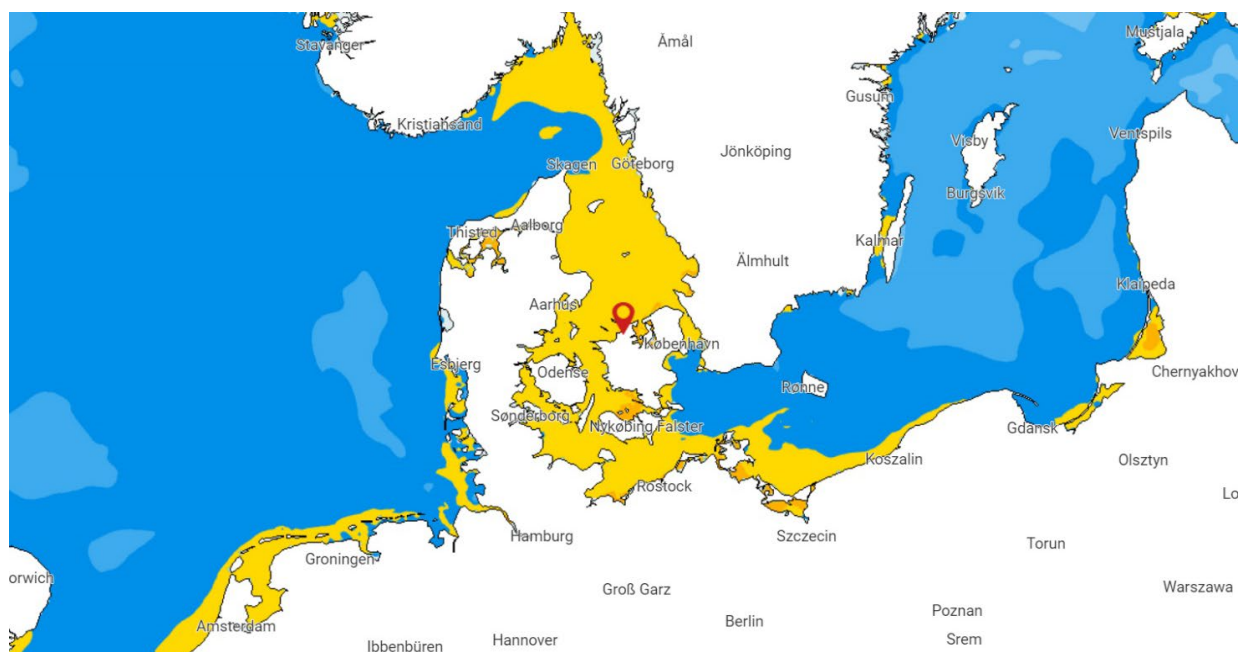 Åmål
Mustjala
Stavanger
Gusum
Kristiansand
Ventspils
Visby
Jönköping
Skagen
Göteborg
Burgsvik
Aalborg
Thisted
Kalmar
Älmhult
Klaipeda
Aarhus
København
Esbjerg
Chernyakhov
Odense
Rønne
Sønderborg
Nykøbing Falster
Gdansk
Koszalin
Olsztyn
Rostock
Lo
Hamburg
Szczecin
Torun
Groningen
orwich
Groß Garz
Warszawa
Poznan
Amsterdam
Berlin
Hannover
Srem
Ibbenbüren